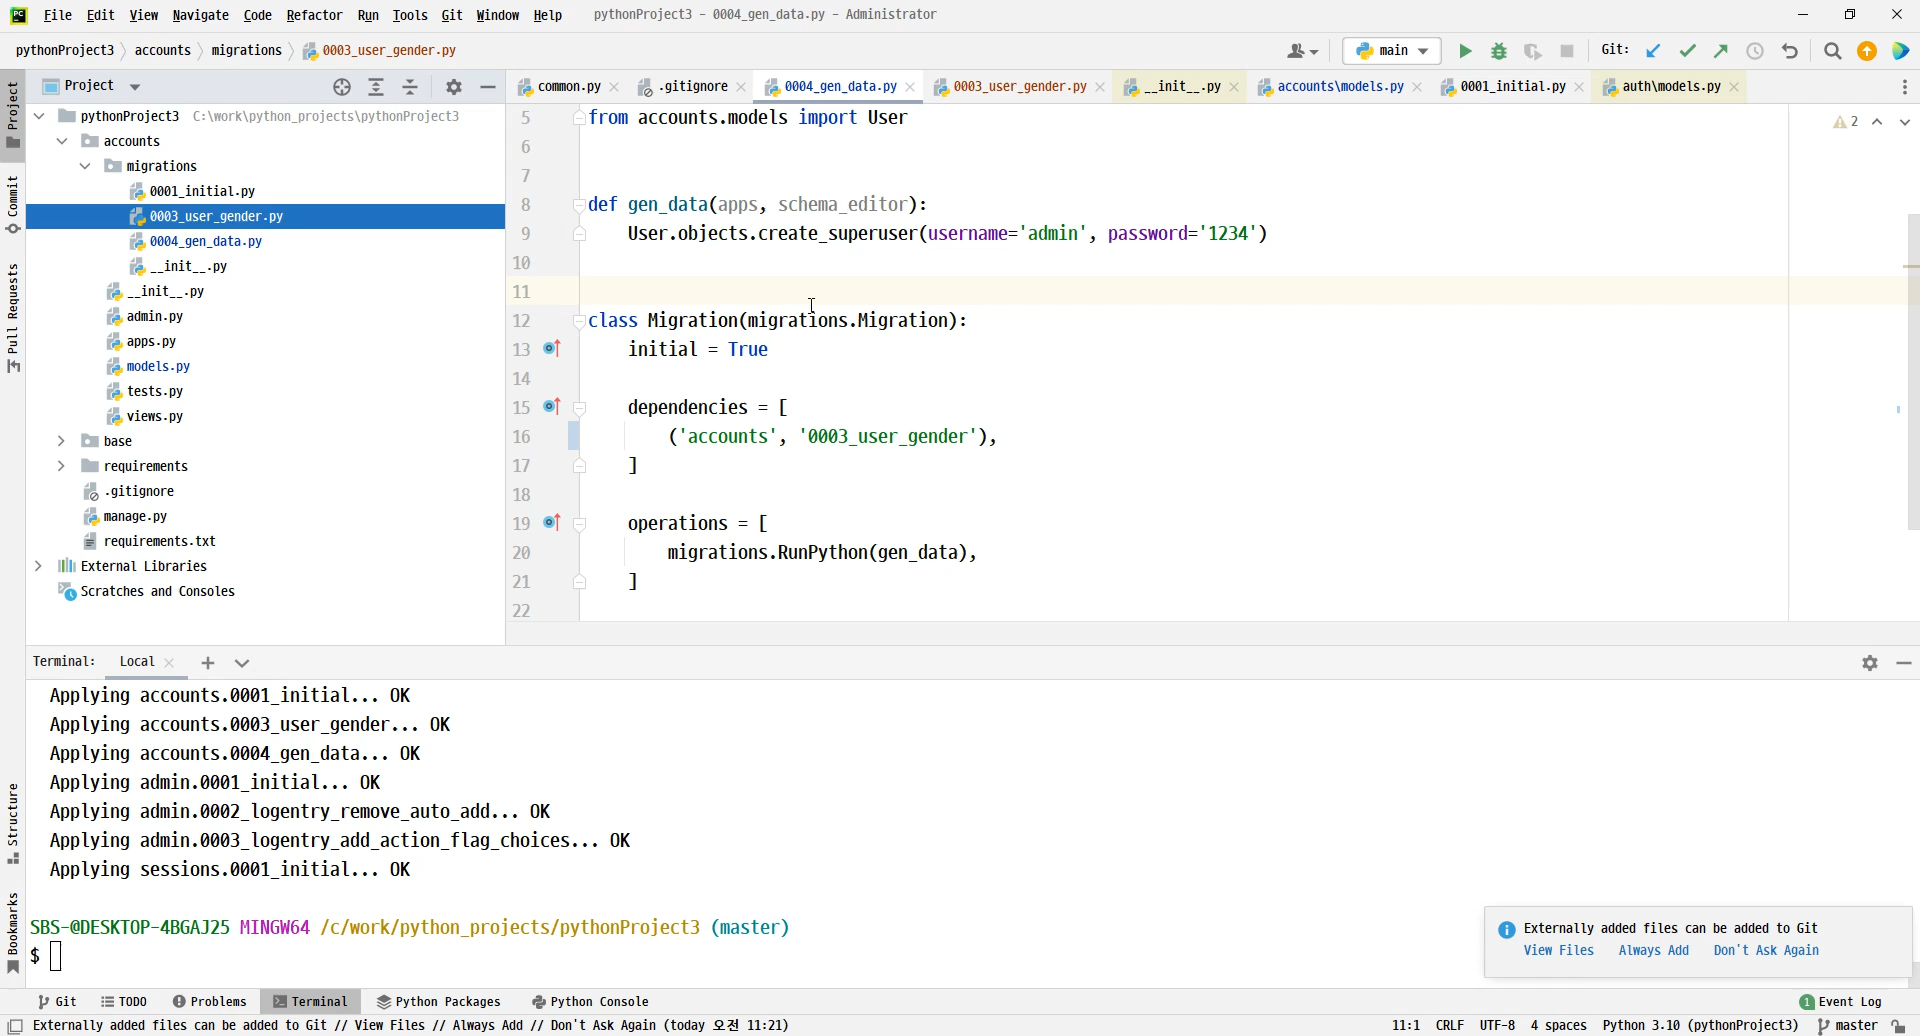 File Edit View Navigate Code Refactor Run Tools Git Window Help pythonProject3 - 0004_gen_data.py - Administrator
pythonProject3 accounts migrations 0003_user_gender.py main Git:
Project common.py .gitignore 0004_gen_data.py 0003_user_gender.py __init__.py accounts\models.py 0001_initial.py auth\models.py
Project
Commit
Pull Requests
Structure
Bookmarks
pythonProject3 C:\work\python_projects\pythonProject3
accounts
migrations
0001_initial.py
0003_user_gender.py
0004_gen_data.py
__init__.py
__init__.py
admin.py
apps.py
models.py
tests.py
views.py
base
requirements
.gitignore
manage.py
requirements.txt
External Libraries
Scratches and Consoles
5 from accounts.models import User
2
6
7
8 def gen_data(apps, schema_editor):
9 User.objects.create_superuser(username='admin', password='1234')
10
11
12 class Migration(migrations.Migration):
13 initial = True
14
15 dependencies = [
16 ('accounts', '0003_user_gender'),
17 ]
18
19 operations = [
20 migrations.RunPython(gen_data),
21 ]
22
Terminal: Local
Applying accounts.0001_initial... OK
Applying accounts.0003_user_gender... OK
Applying accounts.0004_gen_data... OK
Applying admin.0001_initial... OK
Applying admin.0002_logentry_remove_auto_add... OK
Applying admin.0003_logentry_add_action_flag_choices... OK
Applying sessions.0001_initial... OK
SBS-@DESKTOP-4BGAJ25 MINGW64 /c/work/python_projects/pythonProject3 (master)
$
Externally added files can be added to Git
View Files Always Add Don't Ask Again
Git TODO Problems Terminal Python Packages Python Console 1 Event Log
Externally added files can be added to Git // View Files // Always Add // Don't Ask Again (today 오전 11:21) 11:1 CRLF UTF-8 4 spaces Python 3.10 (pythonProject3) master